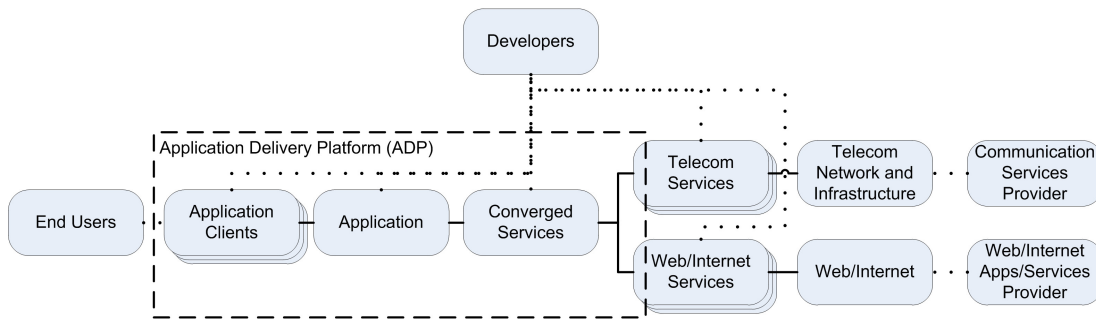 Developers
Application Delivery Platform (ADP)
End Users
Application
Clients
Application
Converged
Services
Telecom
Services
Telecom
Network and
Infrastructure
Communication
Services
Provider
Web/Internet
Services
Web/Internet
Web/Internet
Apps/Services
Provider